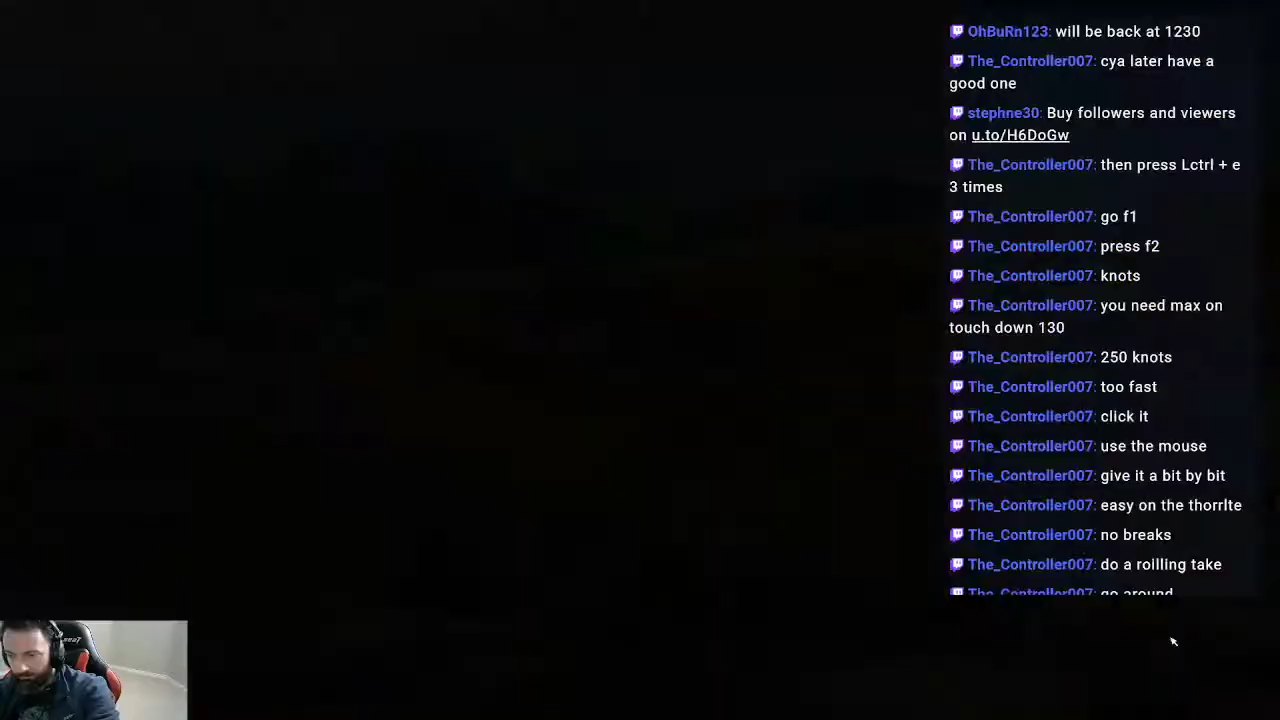 OhBuRn123: will be back at 1230
The_Controller007: cya later have a
good one
stephne30: Buy followers and viewers
on u.to/H6DoGw
The_Controller007: then press Lctrl + e
3 times
The_Controller007: go f1
The_Controller007: press f2
The_Controller007: knots
The_Controller007: you need max on
touch down 130
The_Controller007: 250 knots
The_Controller007: too fast
The_Controller007: click it
The_Controller007: use the mouse
The_Controller007: give it a bit by bit
The_Controller007: easy on the thorrlte
The_Controller007: no breaks
The_Controller007: do a roilling take
The_Controller007: go around